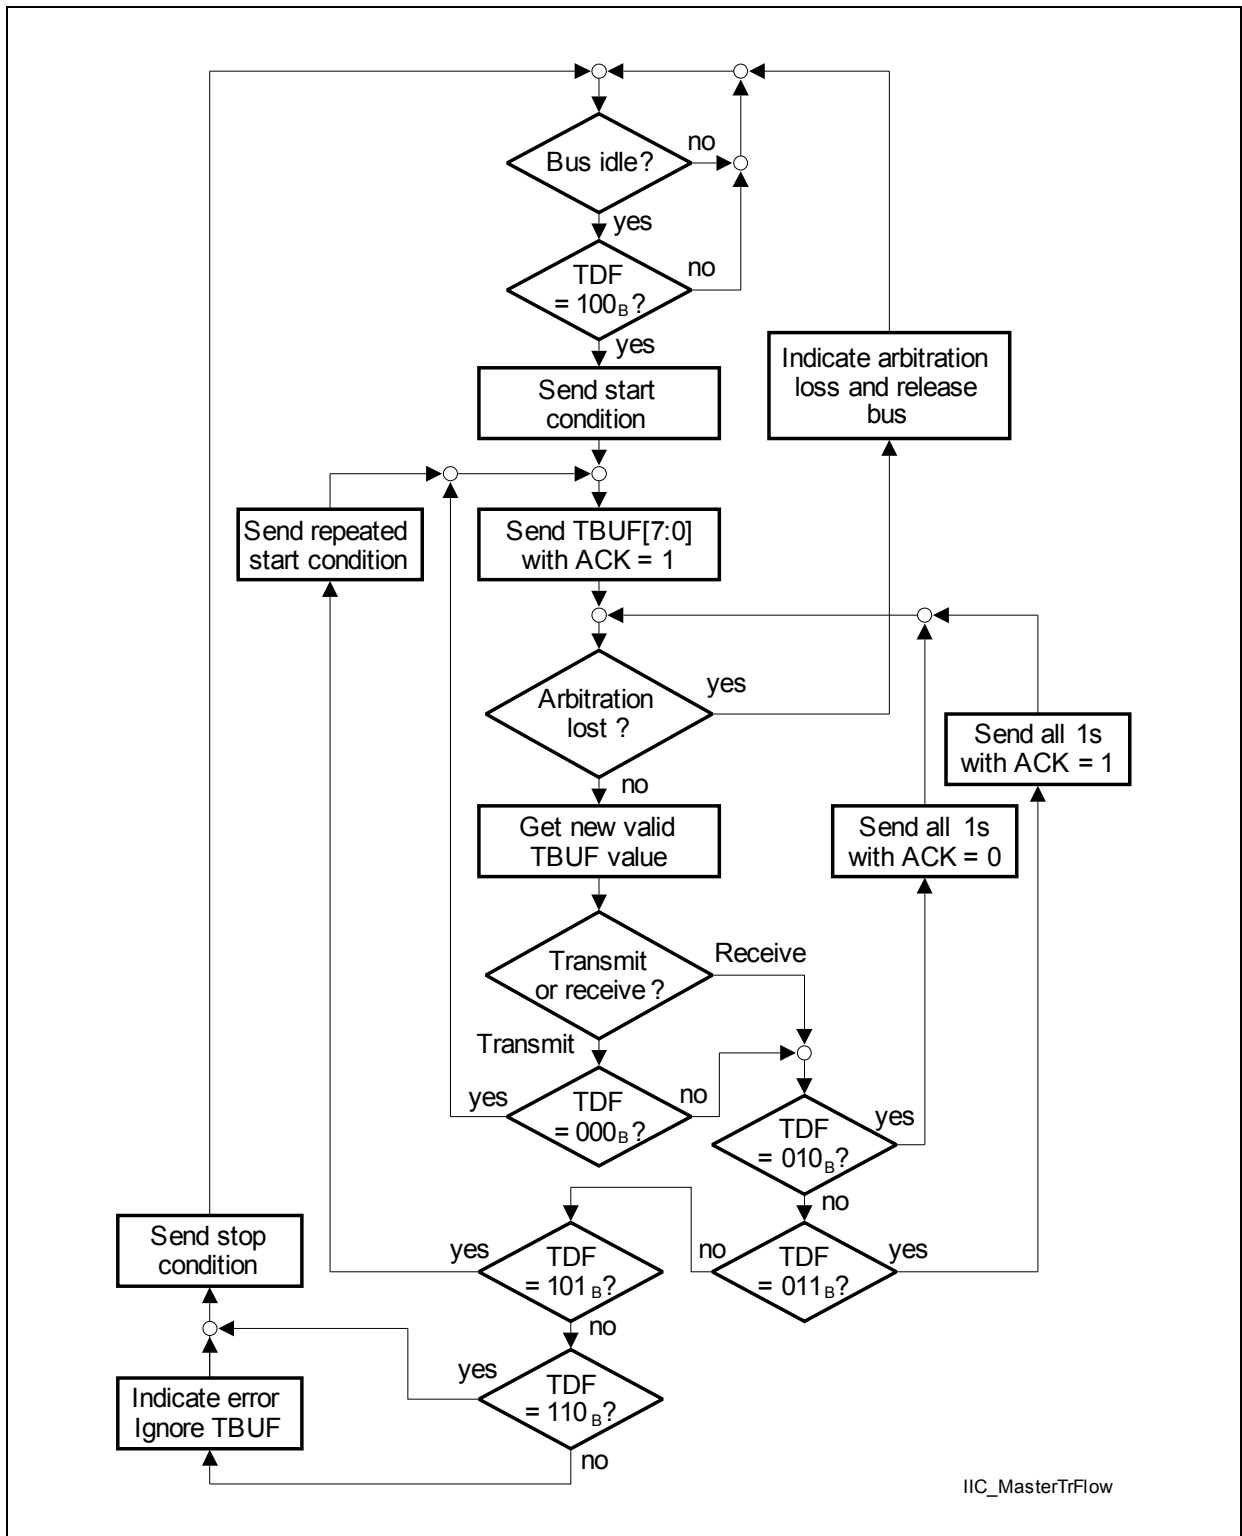 Bus idle?
no
yes
TDF
= 100B?
no
yes
Send start
condition
Indicate arbitration
loss and release
bus
Send repeated
start condition
Send TBUF[7:0]
with ACK = 1
Arbitration
lost ?
yes
no
Send all 1s
with ACK = 1
Get new valid
TBUF value
Send all 1s
with ACK = 0
Transmit
or receive ?
Receive
Transmit
TDF
= 000B?
yes
no
TDF
= 010B?
yes
no
Send stop
condition
TDF
= 101B?
yes
no
TDF
= 011B?
no
yes
Indicate error
Ignore TBUF
TDF
= 110B?
yes
no
IIC_MasterTrFlow